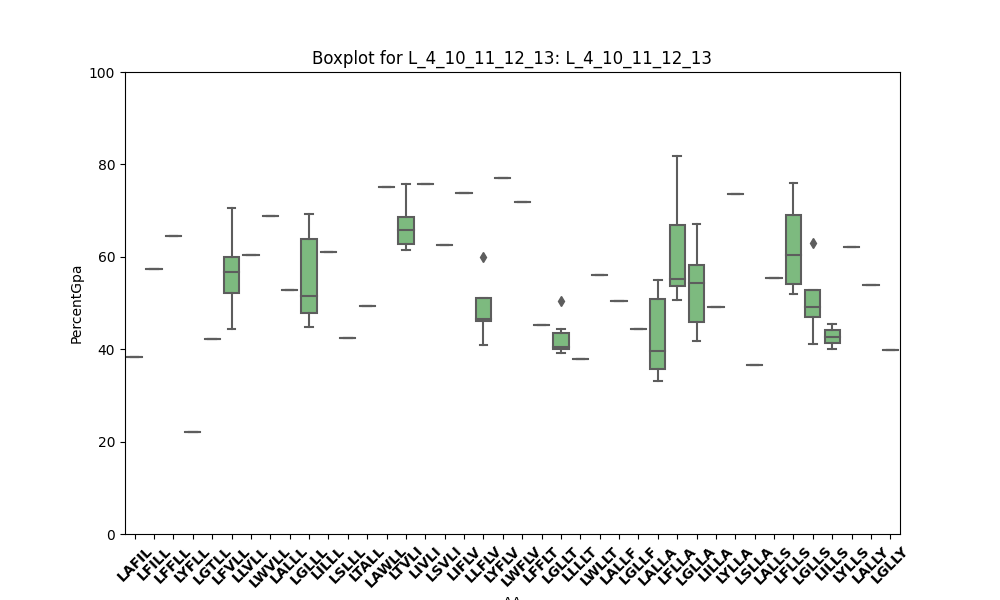 Boxplot for L_4_10_11_12_13: L_4_10_11_12_13
PercentGpa
100
80
60
40
20
0
LAFIL
LFILL
LFFLL
LYFLL
LGTLL
LFVLL
LLVLL
LWVLL
LALLL
LGLLL
LILLL
LSLLL
LTALL
LAWLL
LTVLI
LIVLI
LSVLI
LIFLV
LLFLV
LYFLV
LWFLV
LFFLT
LGLLT
LLLLT
LWLLT
LALLF
LGLLF
LALLA
LFLLA
LGLLA
LILLA
LYLLA
LSLLA
LALLS
LFLLS
LGLLS
LILLS
LYLLS
LALLY
LGLLY